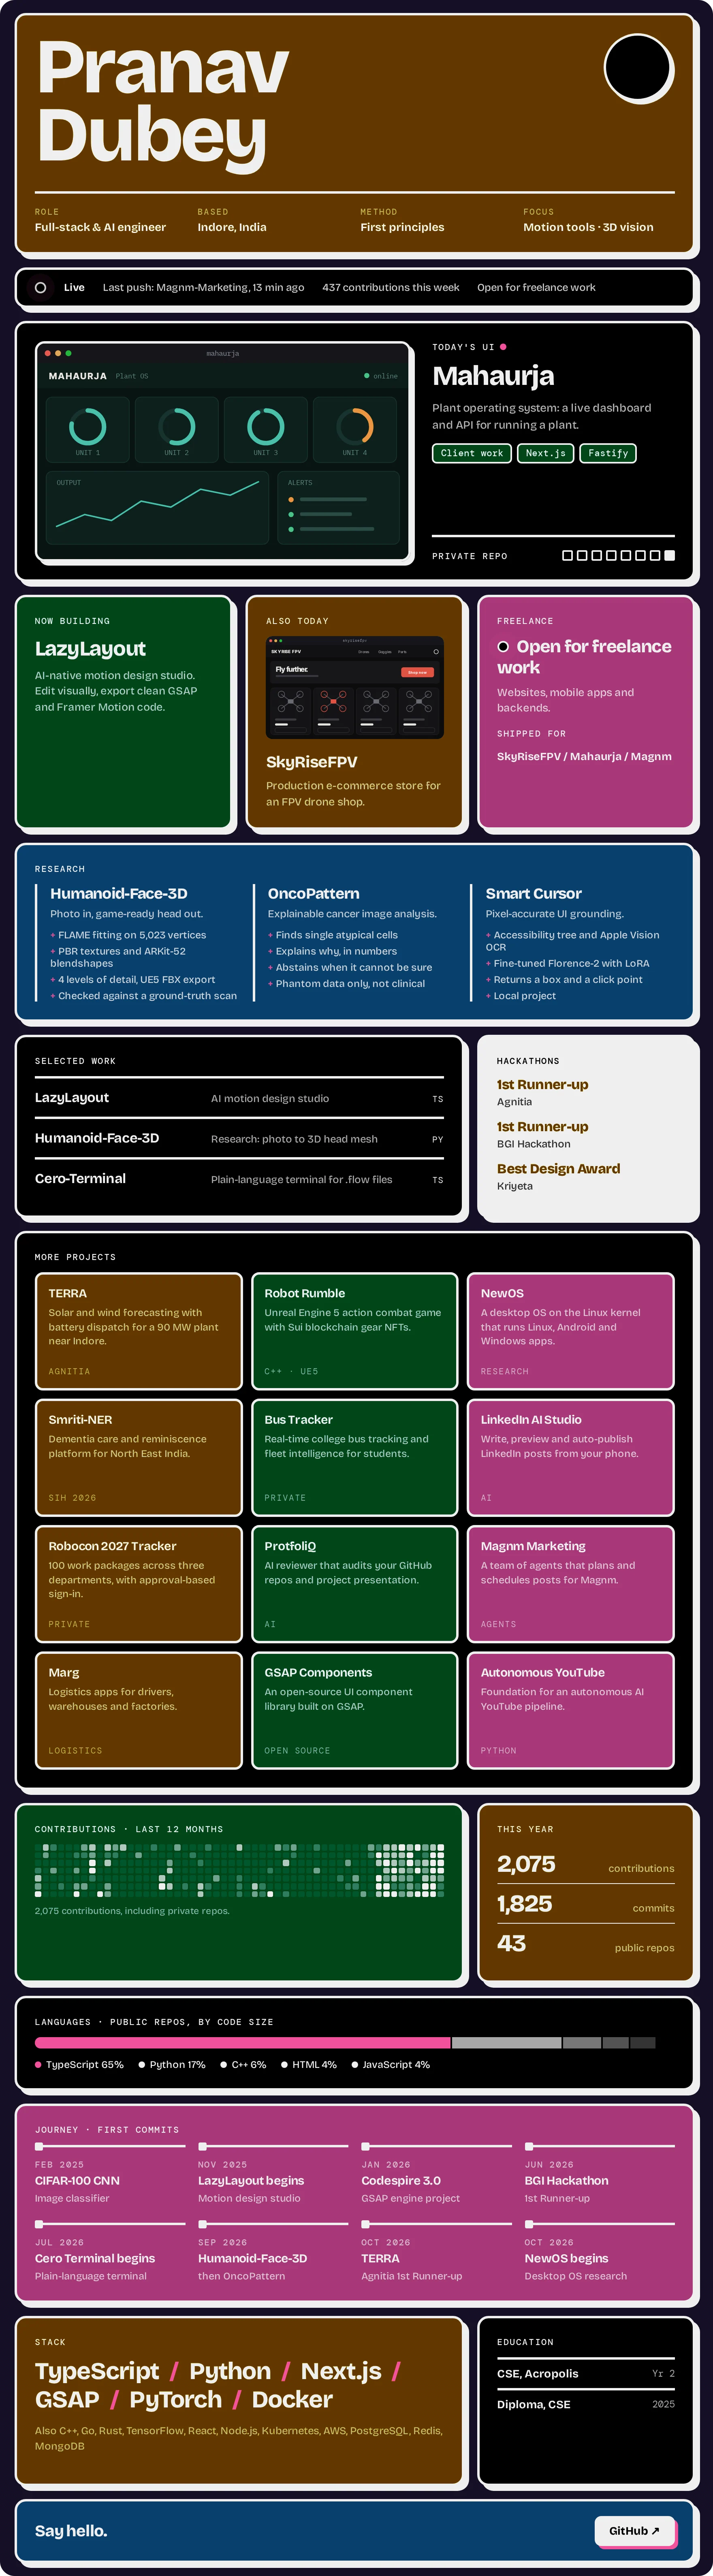 Pranav
Dubey
ROLE
Full-stack & AI engineer
BASED
Indore, India
METHOD
First principles
FOCUS
Motion tools · 3D vision
Live
Last push: Magnm-Marketing, 13 min ago
437 contributions this week
Open for freelance work
mahaurja
MAHAURJA
Plant OS
online
UNIT 1
UNIT 2
UNIT 3
UNIT 4
OUTPUT
ALERTS
TODAY'S UI
Mahaurja
Plant operating system: a live dashboard
and API for running a plant.
Client work
Next.js
Fastify
PRIVATE REPO
NOW BUILDING
LazyLayout
AI-native motion design studio.
Edit visually, export clean GSAP
and Framer Motion code.
ALSO TODAY
skyrisefpv
SKYRISE FPV
Drones
Goggles
Parts
Fly further.
Shop now
SkyRiseFPV
Production e-commerce store for
an FPV drone shop.
FREELANCE
Open for freelance
work
Websites, mobile apps and
backends.
SHIPPED FOR
SkyRiseFPV / Mahaurja / Magnm
RESEARCH
Humanoid-Face-3D
Photo in, game-ready head out.
+ FLAME fitting on 5,023 vertices
+ PBR textures and ARKit-52
blendshapes
+ 4 levels of detail, UE5 FBX export
+ Checked against a ground-truth scan
OncoPattern
Explainable cancer image analysis.
+ Finds single atypical cells
+ Explains why, in numbers
+ Abstains when it cannot be sure
+ Phantom data only, not clinical
Smart Cursor
Pixel-accurate UI grounding.
+ Accessibility tree and Apple Vision
OCR
+ Fine-tuned Florence-2 with LoRA
+ Returns a box and a click point
+ Local project
SELECTED WORK
LazyLayout
AI motion design studio
TS
Humanoid-Face-3D
Research: photo to 3D head mesh
PY
Cero-Terminal
Plain-language terminal for .flow files
TS
HACKATHONS
1st Runner-up
Agnitia
1st Runner-up
BGI Hackathon
Best Design Award
Kriyeta
MORE PROJECTS
TERRA
Solar and wind forecasting with
battery dispatch for a 90 MW plant
near Indore.
AGNITIA
Robot Rumble
Unreal Engine 5 action combat game
with Sui blockchain gear NFTs.
C++ · UE5
NewOS
A desktop OS on the Linux kernel
that runs Linux, Android and
Windows apps.
RESEARCH
Smriti-NER
Dementia care and reminiscence
platform for North East India.
SIH 2026
Bus Tracker
Real-time college bus tracking and
fleet intelligence for students.
PRIVATE
LinkedIn AI Studio
Write, preview and auto-publish
LinkedIn posts from your phone.
AI
Robocon 2027 Tracker
100 work packages across three
departments, with approval-based
sign-in.
PRIVATE
ProtfoliQ
AI reviewer that audits your GitHub
repos and project presentation.
AI
Magnm Marketing
A team of agents that plans and
schedules posts for Magnm.
AGENTS
Marg
Logistics apps for drivers,
warehouses and factories.
LOGISTICS
GSAP Components
An open-source UI component
library built on GSAP.
OPEN SOURCE
Autonomous YouTube
Foundation for an autonomous AI
YouTube pipeline.
PYTHON
CONTRIBUTIONS · LAST 12 MONTHS
2,075 contributions, including private repos.
THIS YEAR
2,075
contributions
1,825
commits
43
public repos
LANGUAGES · PUBLIC REPOS, BY CODE SIZE
TypeScript 65%
Python 17%
C++ 6%
HTML 4%
JavaScript 4%
JOURNEY · FIRST COMMITS
FEB 2025
CIFAR-100 CNN
Image classifier
NOV 2025
LazyLayout begins
Motion design studio
JAN 2026
Codespire 3.0
GSAP engine project
JUN 2026
BGI Hackathon
1st Runner-up
JUL 2026
Cero Terminal begins
Plain-language terminal
SEP 2026
Humanoid-Face-3D
then OncoPattern
OCT 2026
TERRA
Agnitia 1st Runner-up
OCT 2026
NewOS begins
Desktop OS research
STACK
TypeScript / Python / Next.js /
GSAP / PyTorch / Docker
Also C++, Go, Rust, TensorFlow, React, Node.js, Kubernetes, AWS, PostgreSQL, Redis,
MongoDB
EDUCATION
CSE, Acropolis
Yr 2
Diploma, CSE
2025
Say hello.
GitHub ↗